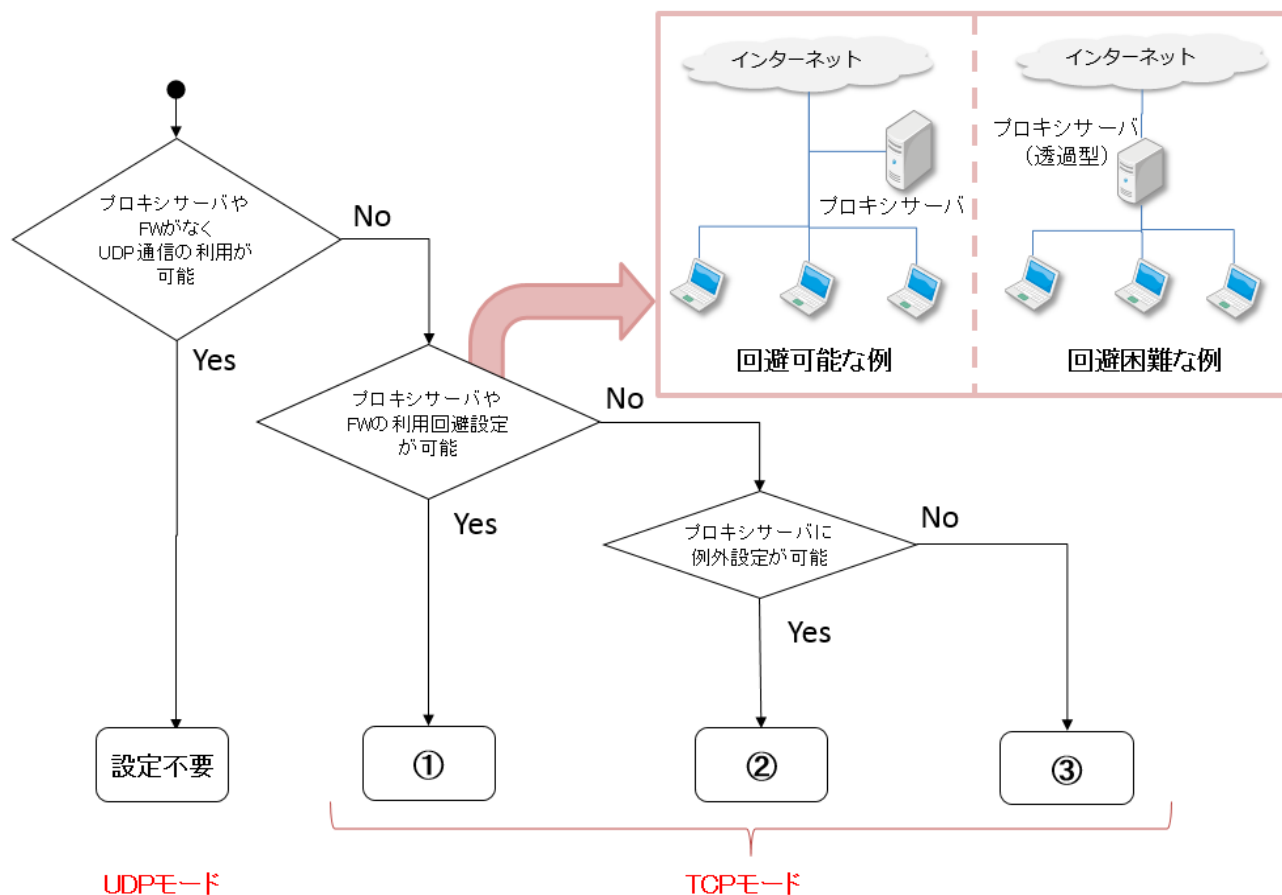 インターネット
インターネット
プロキシサーバ
(透過型)
プロキシサーバ
回避可能な例
回避困難な例
プロキシサーバや
FWがなく
UDP通信の利用が
可能
No
Yes
プロキシサーバや
FWの利用回避設定
が可能
No
Yes
プロキシサーバに
例外設定が可能
No
Yes
設定不要
①
②
③
UDPモード
TCPモード